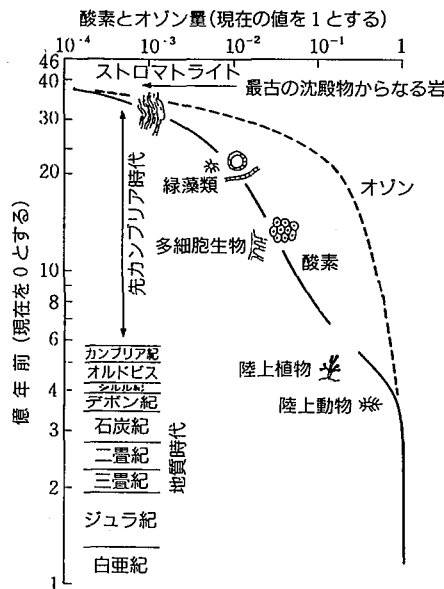 酸素とオゾン量(現在の値を1とする)
10⁻⁴ 10⁻³ 10⁻² 10⁻¹ 1
46
40
30
20
10
8
6
5
4
3
2
1
億年前(現在を0とする)
ストロマトライト
最古の沈殿物からなる岩
先カンブリア時代
緑藻類
オゾン
多細胞生物
酸素
カンブリア紀
オルドビス
シルル紀
デボン紀
石炭紀
二畳紀
三畳紀
ジュラ紀
白亜紀
地質時代
陸上植物
陸上動物